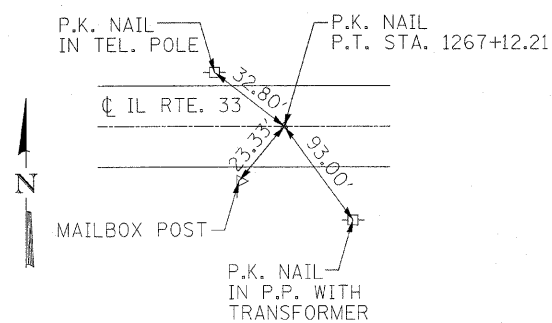 P.K. NAIL
IN TEL. POLE
P.K. NAIL
P.T. STA. 1267+12.21
32.80'
℄ IL RTE. 33
23.33'
93.00'
N
MAILBOX POST
P.K. NAIL
IN P.P. WITH
TRANSFORMER